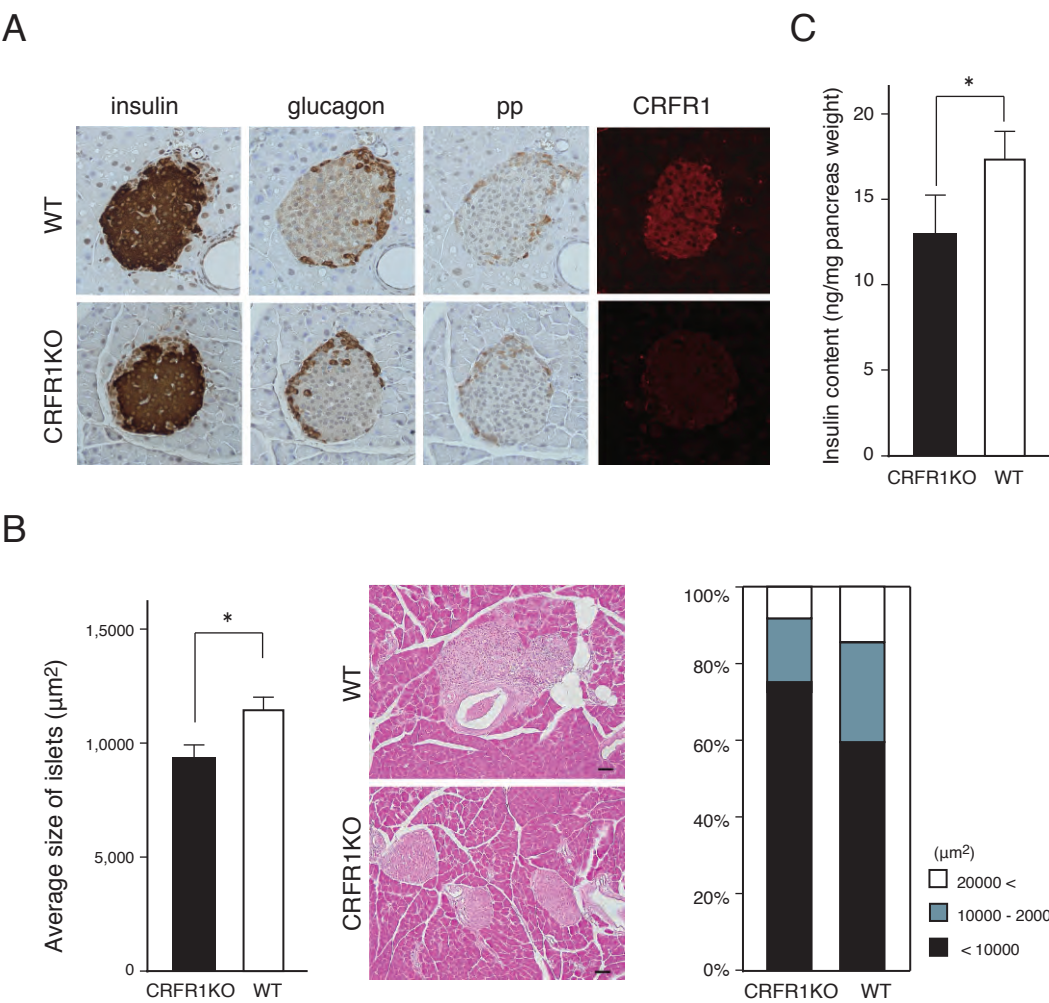 A
C
insulin glucagon pp CRFR1
WT
CRFR1KO
*
Insulin content (ng/mg pancreas weight)
20
15
10
5
0
CRFR1KO WT
B
*
Average size of islets (µm²)
1,5000
1,0000
5,000
0
CRFR1KO WT
WT
CRFR1KO
100%
80%
60%
40%
20%
0%
CRFR1KO WT
(µm²)
20000 <
10000 - 2000
< 10000